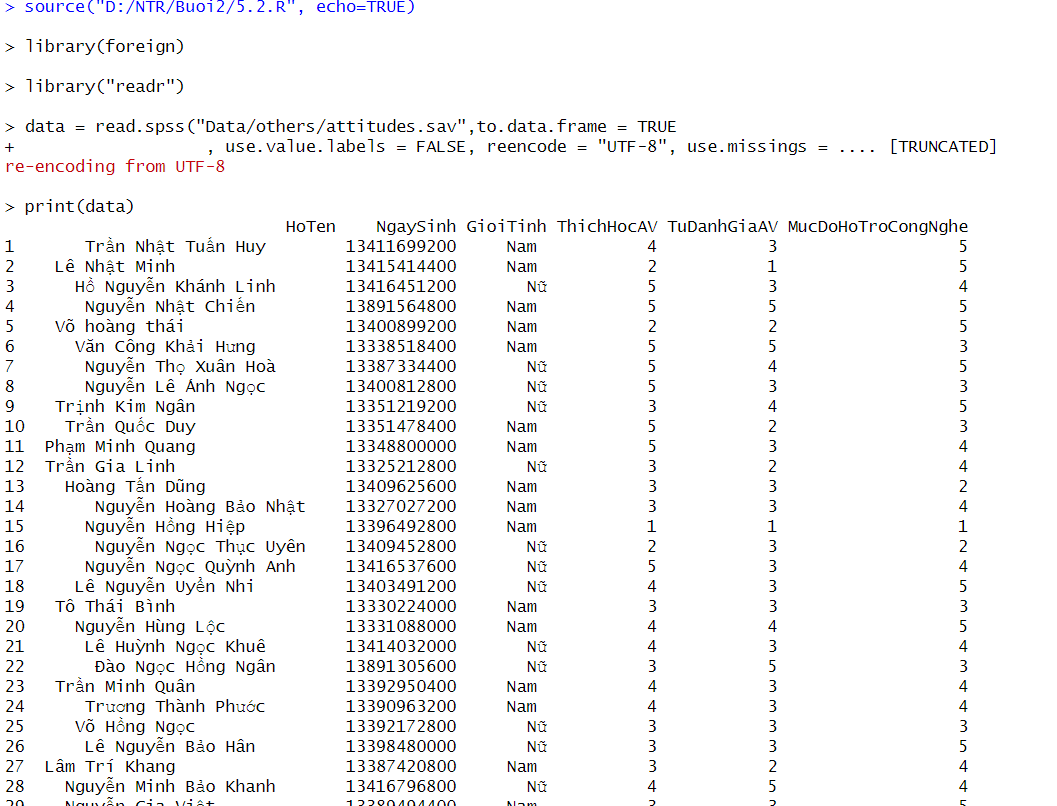 > source("D:/NTR/Buoi2/5.2.R", echo=TRUE)
> library(foreign)
> library("readr")
> data = read.spss("Data/others/attitudes.sav",to.data.frame = TRUE
+ , use.value.labels = FALSE, reencode = "UTF-8", use.missings = .... [TRUNCATED]
re-encoding from UTF-8
> print(data)
HoTen NgaySinh GioiTinh ThichHocAV TuDanhGiaAV MucDoHoTroCongNghe
1 Trần Nhật Tuấn Huy 13411699200 Nam 4 3 5
2 Lê Nhật Minh 13415414400 Nam 2 1 5
3 Hồ Nguyễn Khánh Linh 13416451200 Nữ 5 3 4
4 Nguyễn Nhật Chiến 13891564800 Nam 5 5 5
5 Võ hoàng thái 13400899200 Nam 2 2 5
6 Văn Công Khải Hưng 13338518400 Nam 5 5 3
7 Nguyễn Thọ Xuân Hoà 13387334400 Nữ 5 4 5
8 Nguyễn Lê Ánh Ngọc 13400812800 Nữ 5 3 3
9 Trịnh Kim Ngân 13351219200 Nữ 3 4 5
10 Trần Quốc Duy 13351478400 Nam 5 2 3
11 Phạm Minh Quang 13348800000 Nam 5 3 4
12 Trần Gia Linh 13325212800 Nữ 3 2 4
13 Hoàng Tấn Dũng 13409625600 Nam 3 3 2
14 Nguyễn Hoàng Bảo Nhật 13327027200 Nam 3 3 4
15 Nguyễn Hồng Hiệp 13396492800 Nam 1 1 1
16 Nguyễn Ngọc Thục Uyên 13409452800 Nữ 2 3 2
17 Nguyễn Ngọc Quỳnh Anh 13416537600 Nữ 5 3 4
18 Lê Nguyễn Uyển Nhi 13403491200 Nữ 4 3 5
19 Tô Thái Bình 13330224000 Nam 3 3 3
20 Nguyễn Hùng Lộc 13331088000 Nam 4 4 5
21 Lê Huỳnh Ngọc Khuê 13414032000 Nữ 4 3 4
22 Đào Ngọc Hồng Ngân 13891305600 Nữ 3 5 3
23 Trần Minh Quân 13392950400 Nam 4 3 4
24 Trương Thành Phước 13390963200 Nam 4 3 4
25 Võ Hồng Ngọc 13392172800 Nữ 3 3 3
26 Lê Nguyễn Bảo Hân 13398480000 Nữ 3 3 5
27 Lâm Trí Khang 13387420800 Nam 3 2 4
28 Nguyễn Minh Bảo Khanh 13416796800 Nữ 4 5 4
29 Nguyễn Gia Việt 13389494400 Nam 3 3 5